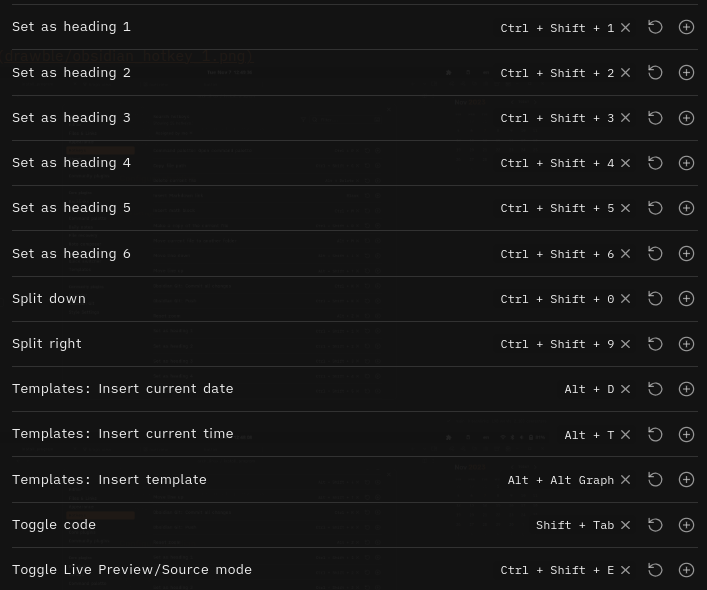 Set as heading 1 Ctrl + Shift + 1
drawble/obsidian_hotkey_1.png)
Set as heading 2 Ctrl + Shift + 2
Set as heading 3 Ctrl + Shift + 3
Set as heading 4 Ctrl + Shift + 4
Set as heading 5 Ctrl + Shift + 5
Set as heading 6 Ctrl + Shift + 6
Split down Ctrl + Shift + 0
Split right Ctrl + Shift + 9
Templates: Insert current date Alt + D
Templates: Insert current time Alt + T
Templates: Insert template Alt + Alt Graph
Toggle code Shift + Tab
Toggle Live Preview/Source mode Ctrl + Shift + E